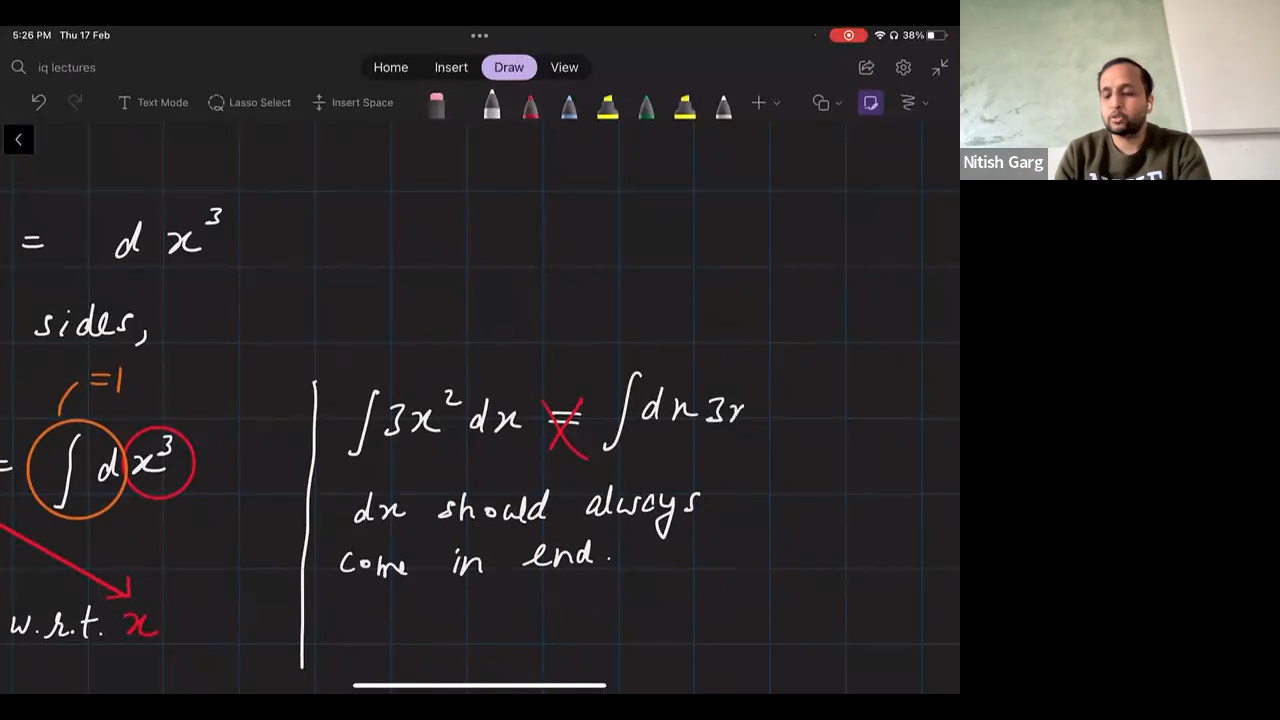 5:26 PM Thu 17 Feb
38%
iq lectures
Home Insert Draw View
Text Mode Lasso Select Insert Space
Nitish Garg
= d x³
sides,
=1
= ∫ d x³
w.r.t. x
∫ 3x² dx = ∫ dx 3x
dx should always
come in end.